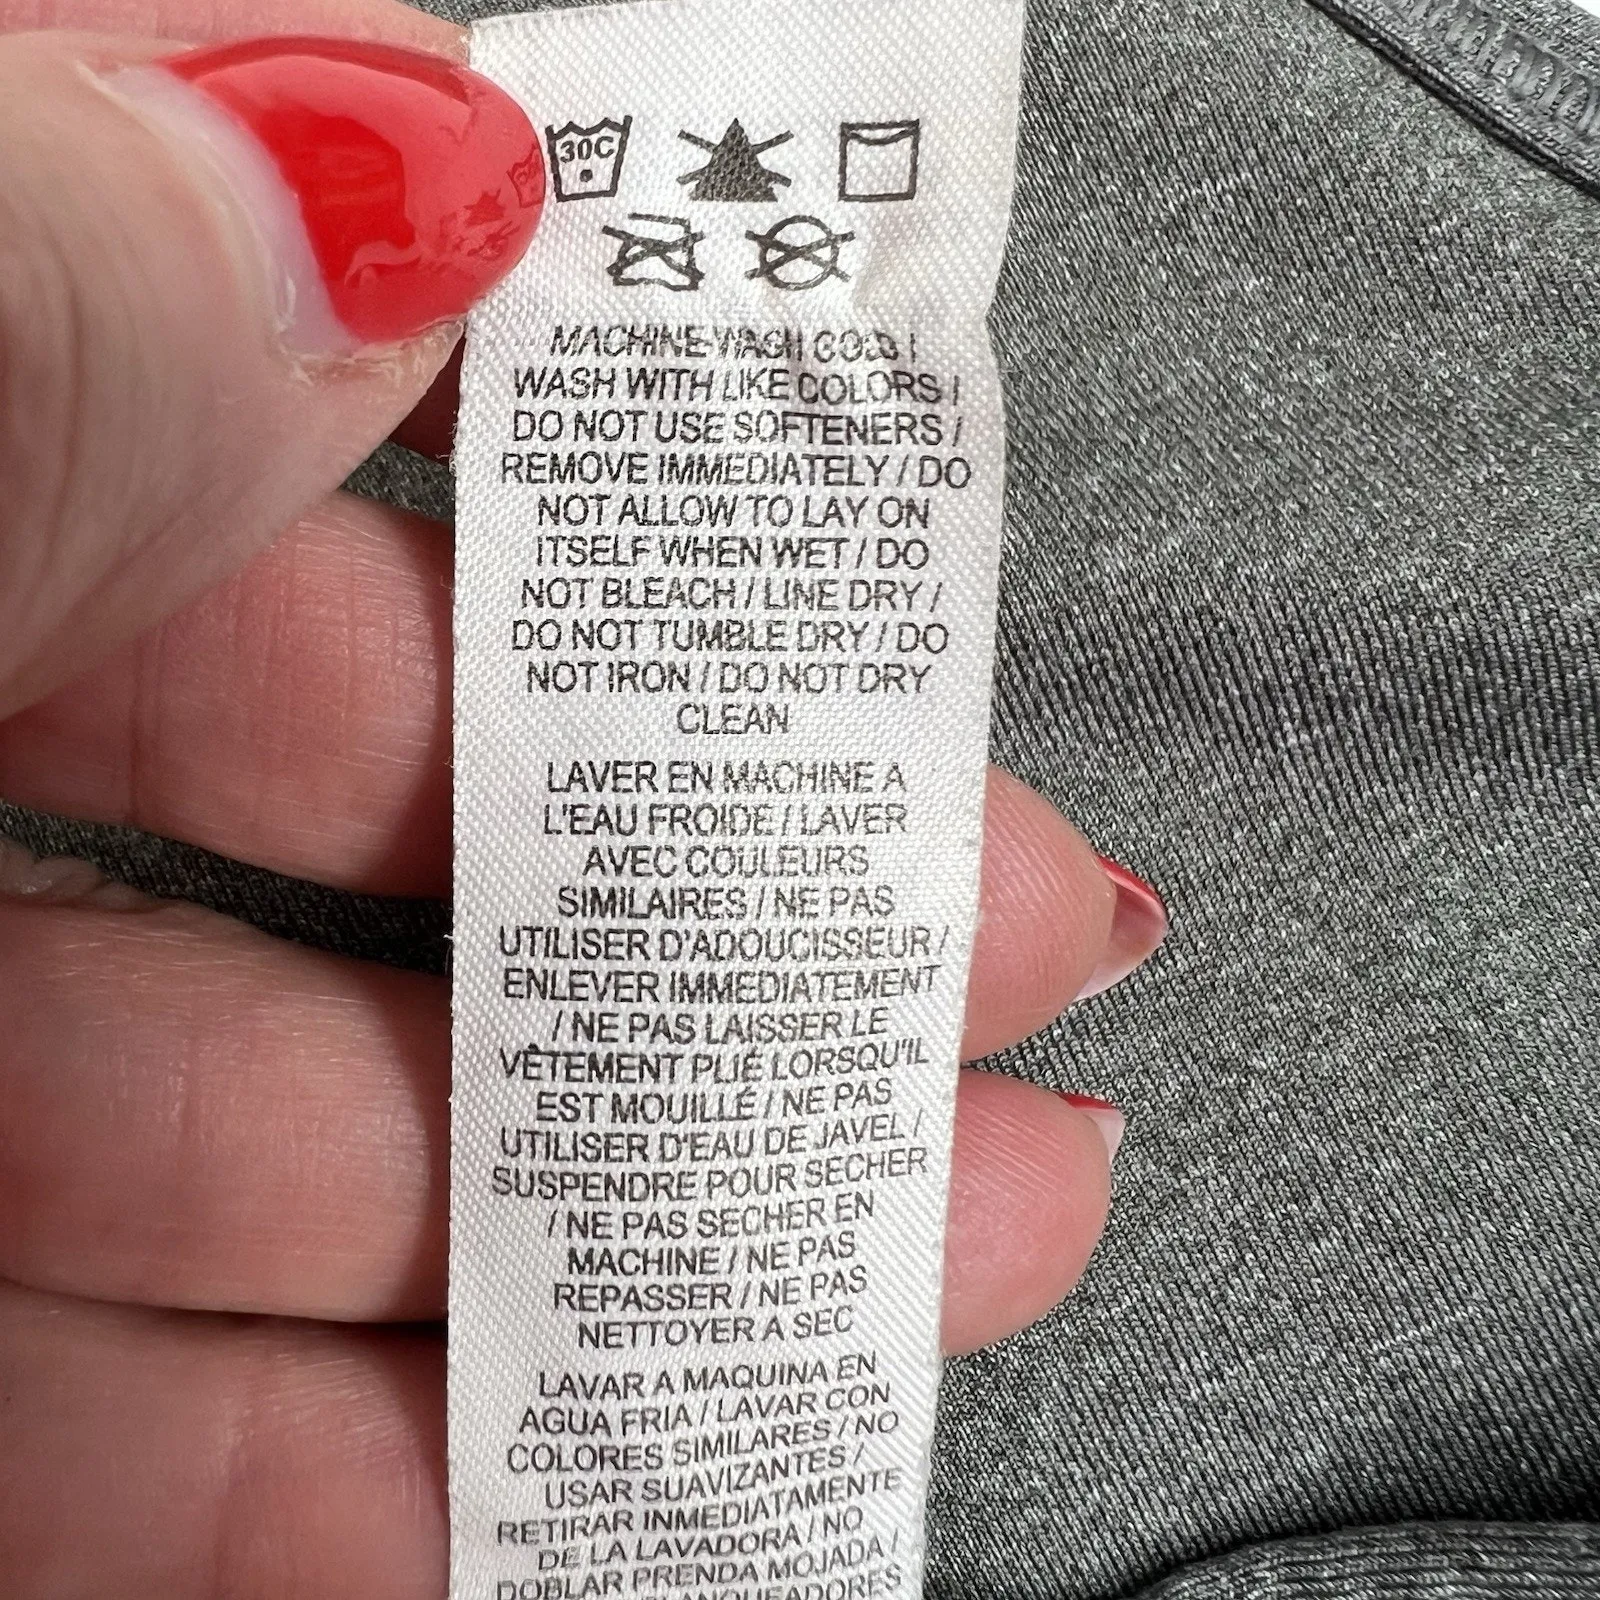 30C
MACHINE WASH COLD /
WASH WITH LIKE COLORS /
DO NOT USE SOFTENERS /
REMOVE IMMEDIATELY / DO
NOT ALLOW TO LAY ON
ITSELF WHEN WET / DO
NOT BLEACH / LINE DRY /
DO NOT TUMBLE DRY / DO
NOT IRON / DO NOT DRY
CLEAN
LAVER EN MACHINE A
L'EAU FROIDE / LAVER
AVEC COULEURS
SIMILAIRES / NE PAS
UTILISER D'ADOUCISSEUR /
ENLEVER IMMEDIATEMENT
/ NE PAS LAISSER LE
VÊTEMENT PLIÉ LORSQU'IL
EST MOUILLÉ / NE PAS
UTILISER D'EAU DE JAVEL /
SUSPENDRE POUR SECHER
/ NE PAS SECHER EN
MACHINE / NE PAS
REPASSER / NE PAS
NETTOYER A SEC
LAVAR A MAQUINA EN
AGUA FRIA / LAVAR CON
COLORES SIMILARES / NO
USAR SUAVIZANTES /
RETIRAR INMEDIATAMENTE
DE LA LAVADORA / NO
DOBLAR PRENDA MOJADA /
BLANQUEADORES